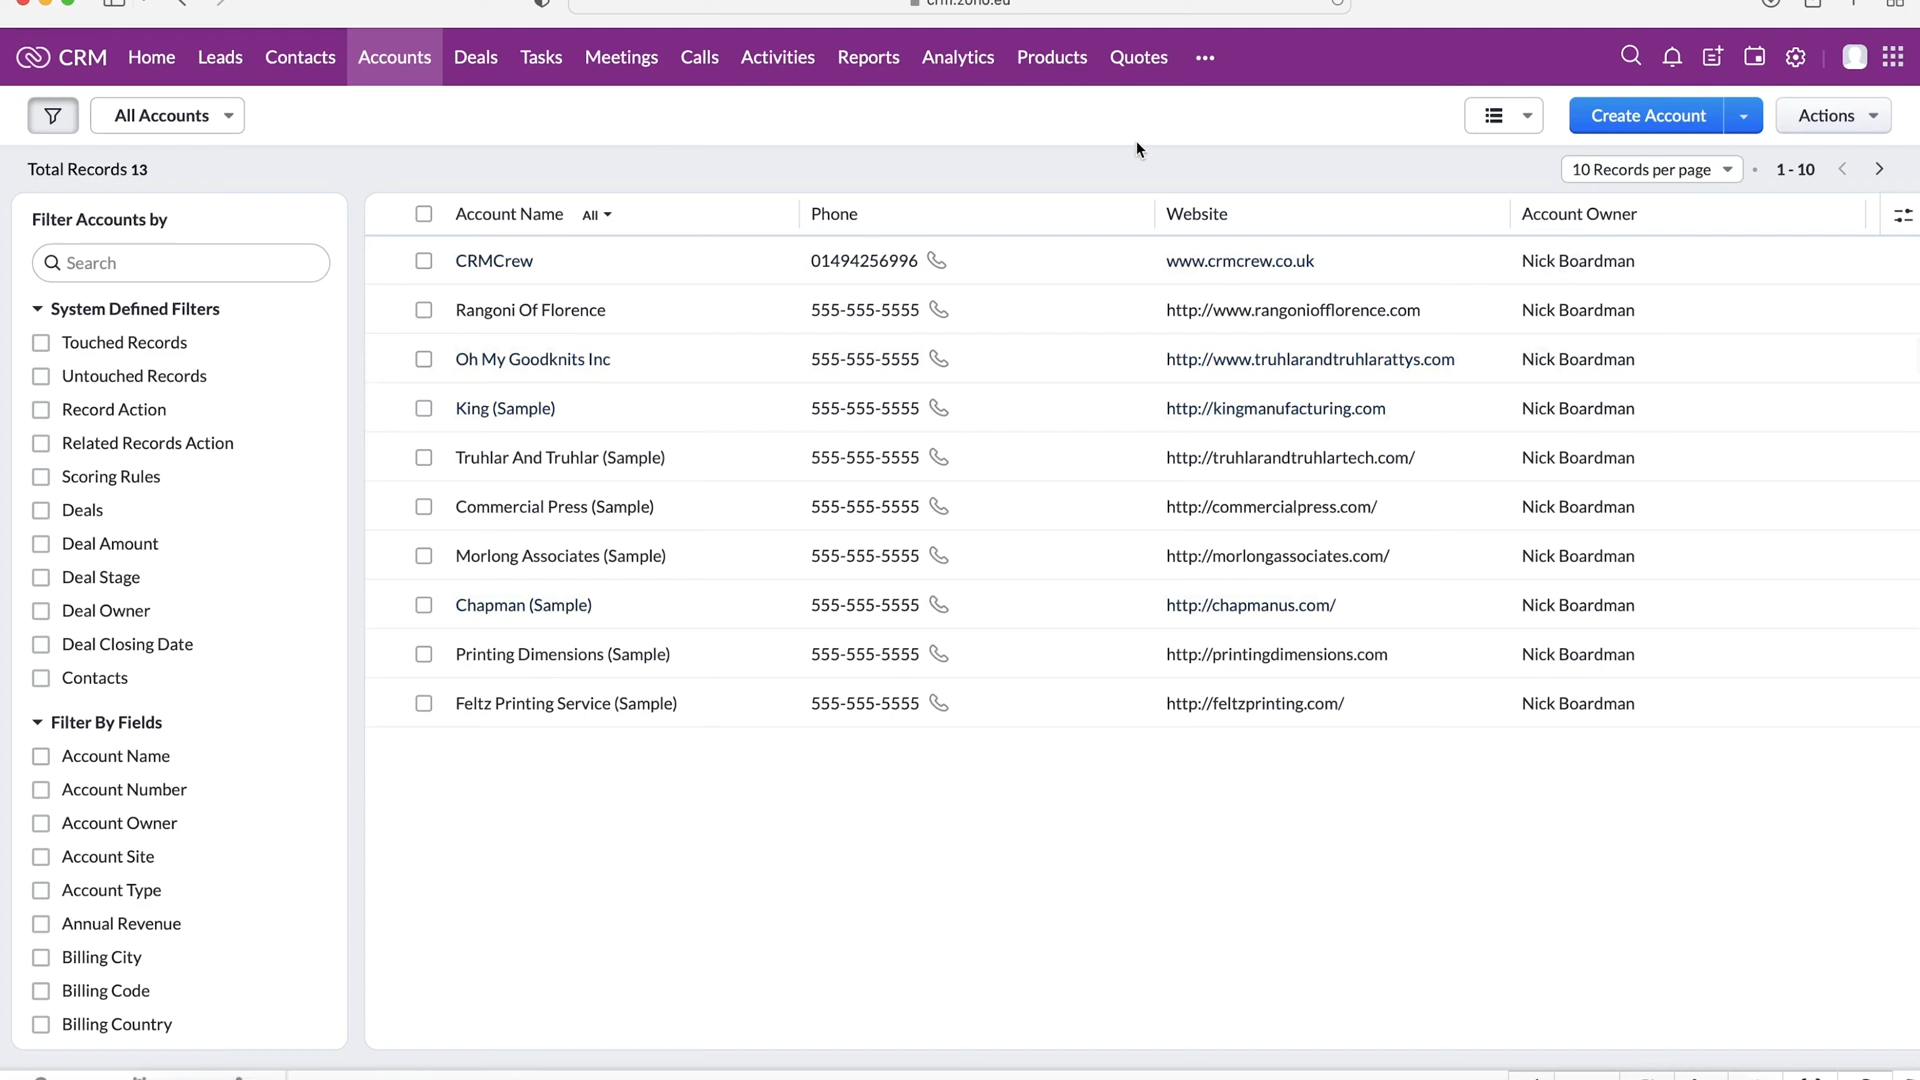 crm.zoho.eu
CRM Home Leads Contacts Accounts Deals Tasks Meetings Calls Activities Reports Analytics Products Quotes •••
All Accounts Create Account Actions
Total Records 13 10 Records per page • 1 - 10
Filter Accounts by
Search
System Defined Filters
Touched Records
Untouched Records
Record Action
Related Records Action
Scoring Rules
Deals
Deal Amount
Deal Stage
Deal Owner
Deal Closing Date
Contacts
Filter By Fields
Account Name
Account Number
Account Owner
Account Site
Account Type
Annual Revenue
Billing City
Billing Code
Billing Country
Account Name All Phone Website Account Owner
CRMCrew 01494256996 www.crmcrew.co.uk Nick Boardman
Rangoni Of Florence 555-555-5555 http://www.rangoniofflorence.com Nick Boardman
Oh My Goodknits Inc 555-555-5555 http://www.truhlarandtruhlarattys.com Nick Boardman
King (Sample) 555-555-5555 http://kingmanufacturing.com Nick Boardman
Truhlar And Truhlar (Sample) 555-555-5555 http://truhlarandtruhlartech.com/ Nick Boardman
Commercial Press (Sample) 555-555-5555 http://commercialpress.com/ Nick Boardman
Morlong Associates (Sample) 555-555-5555 http://morlongassociates.com/ Nick Boardman
Chapman (Sample) 555-555-5555 http://chapmanus.com/ Nick Boardman
Printing Dimensions (Sample) 555-555-5555 http://printingdimensions.com Nick Boardman
Feltz Printing Service (Sample) 555-555-5555 http://feltzprinting.com/ Nick Boardman